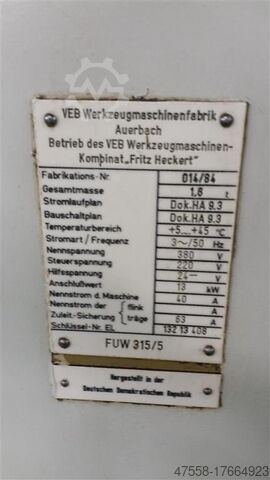 VEB Werkzeugmaschinenfabrik
Auerbach
Betrieb des VEB Werkzeugmaschinen-
Kombinat„Fritz Heckert"
Fabrikations-Nr. 014/84
Gesamtmasse 1,6 t
Stromlaufplan Dok.HA 9.3
Bauschaltplan Dok.HA 9.3
Temperaturbereich +5...+45 °C
Stromart / Frequenz 3~/50 Hz
Nennspannung 380 V
Steuerspannung 220 V
Hilfsspannung 24— V
Anschlußwert 13 kW
Nennstrom d. Maschine 40 A
Nennstrom der flink A
Zuleit.-Sicherung träge 63 A
Schlüssel-Nr. EL 132 13 408
FUW 315/5
Hergestellt in der
Deutschen Demokratischen Republik
47558-17664923